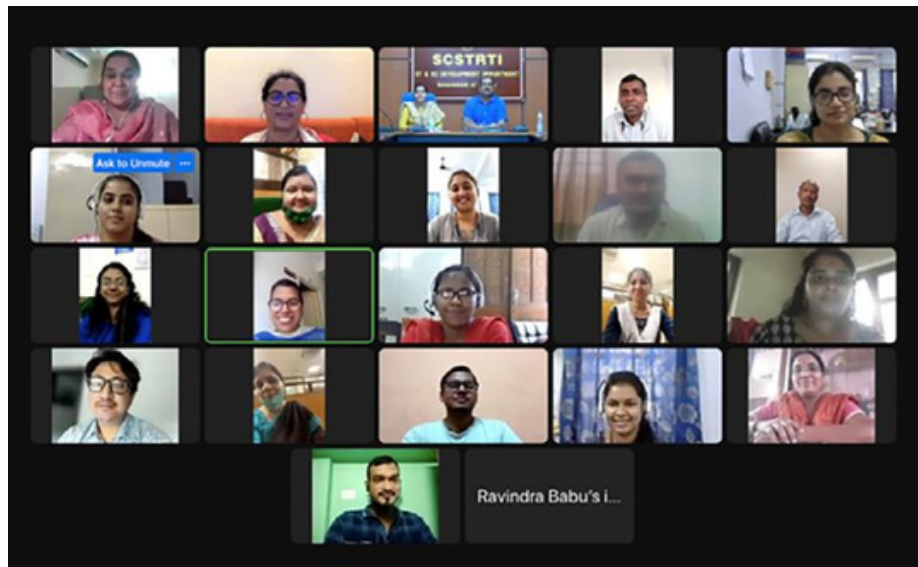 SCSTRTI
ST & SC DEVELOPMENT DEPARTMENT
Ask to Unmute ...
Ravindra Babu's i...